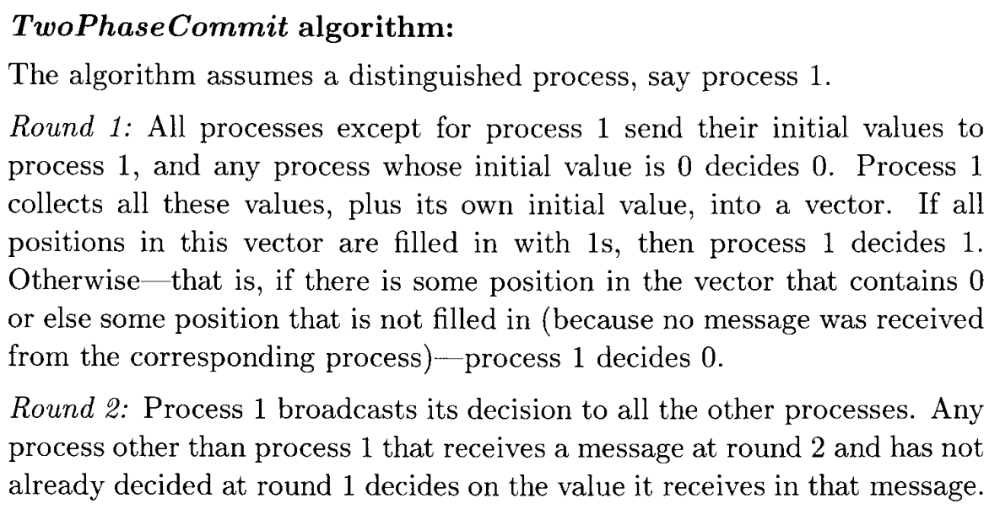 TwoPhaseCommit algorithm:
The algorithm assumes a distinguished process, say process 1.
Round 1: All processes except for process 1 send their initial values to
process 1, and any process whose initial value is 0 decides 0. Process 1
collects all these values, plus its own initial value, into a vector. If all
positions in this vector are filled in with 1s, then process 1 decides 1.
Otherwise—that is, if there is some position in the vector that contains 0
or else some position that is not filled in (because no message was received
from the corresponding process)—process 1 decides 0.
Round 2: Process 1 broadcasts its decision to all the other processes. Any
process other than process 1 that receives a message at round 2 and has not
already decided at round 1 decides on the value it receives in that message.